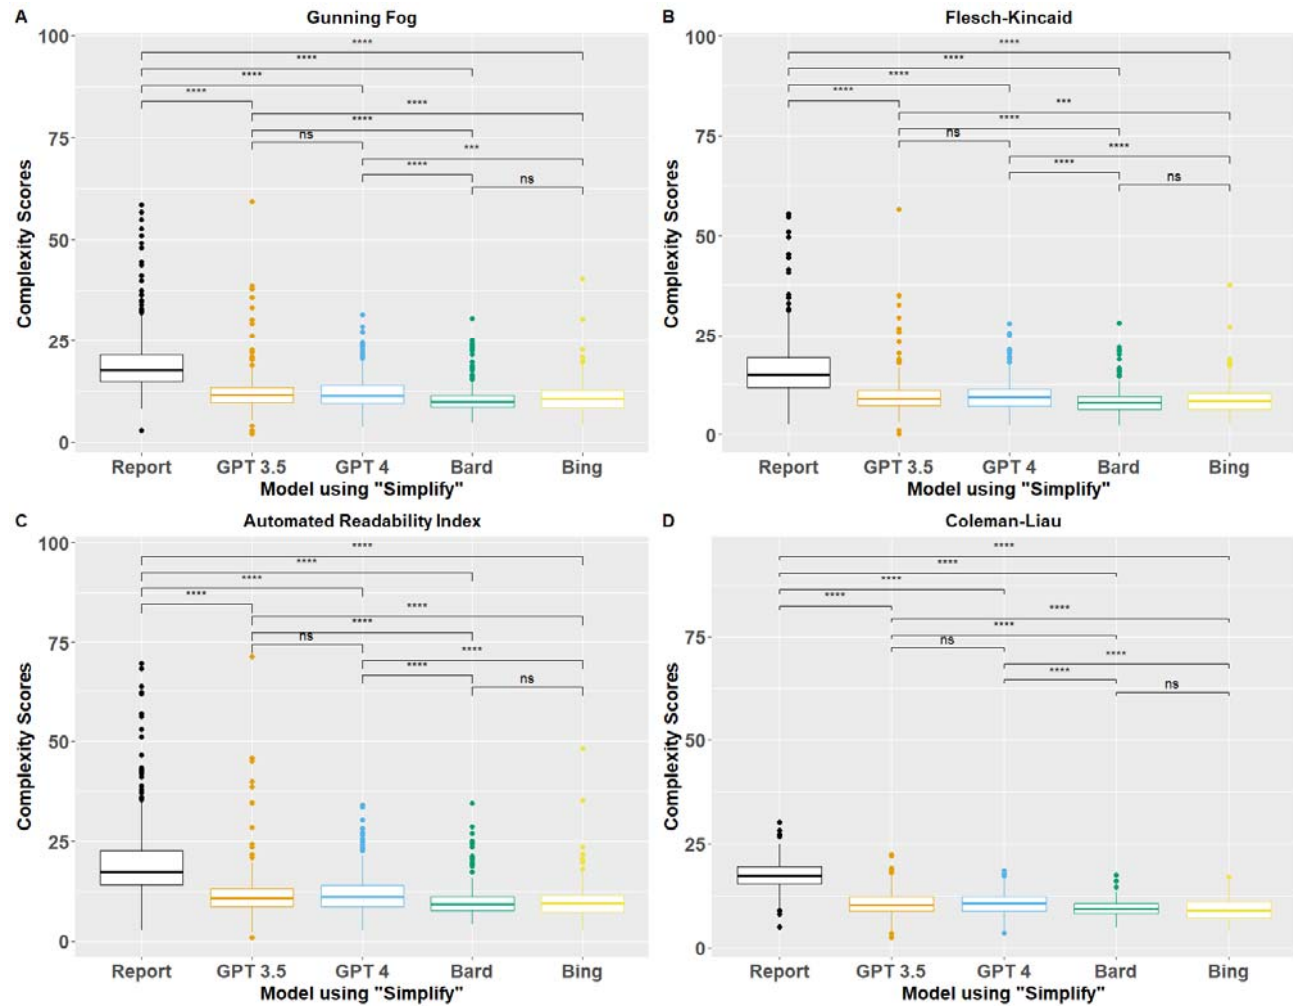 A
Gunning Fog
Complexity Scores
100
75
50
25
0
****
****
****
****
****
****
ns
***
****
ns
Report GPT 3.5 GPT 4 Bard Bing
Model using "Simplify"
B
Flesch-Kincaid
Complexity Scores
100
75
50
25
0
****
****
****
****
***
****
ns
****
****
ns
Report GPT 3.5 GPT 4 Bard Bing
Model using "Simplify"
C
Automated Readability Index
Complexity Scores
100
75
50
25
0
****
****
****
****
****
****
ns
****
****
ns
Report GPT 3.5 GPT 4 Bard Bing
Model using "Simplify"
D
Coleman-Liau
Complexity Scores
75
50
25
0
****
****
****
****
****
****
ns
****
****
ns
Report GPT 3.5 GPT 4 Bard Bing
Model using "Simplify"